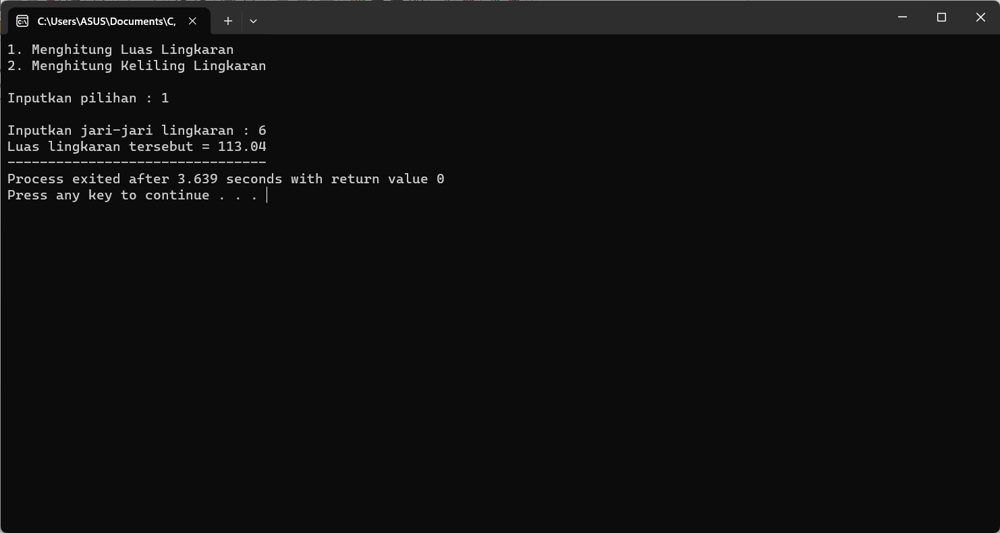 C:\Users\ASUS\Documents\C,
1. Menghitung Luas Lingkaran
2. Menghitung Keliling Lingkaran
Inputkan pilihan : 1
Inputkan jari-jari lingkaran : 6
Luas lingkaran tersebut = 113.04
--------------------------------
Process exited after 3.639 seconds with return value 0
Press any key to continue . . .